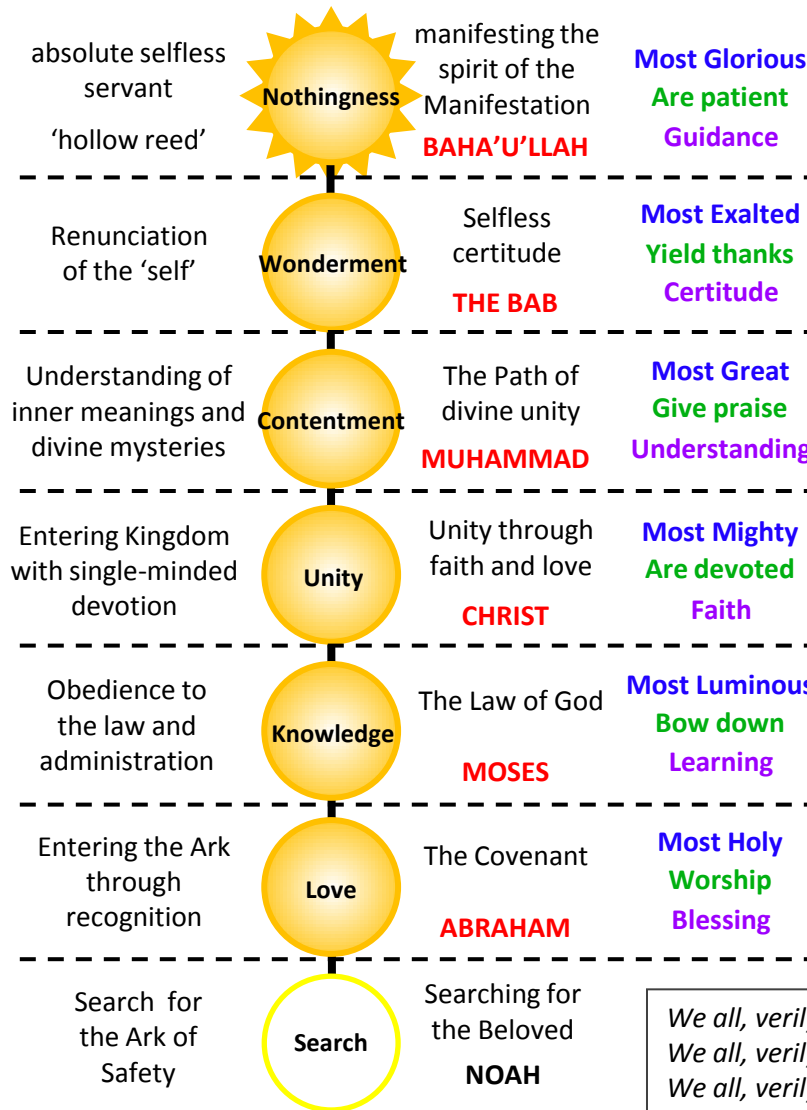 absolute selfless
servant
'hollow reed'
Nothingness
manifesting the
spirit of the
Manifestation
BAHA'U'LLAH
Most Glorious
Are patient
Guidance
Renunciation
of the 'self'
Wonderment
Selfless
certitude
THE BAB
Most Exalted
Yield thanks
Certitude
Understanding of
inner meanings and
divine mysteries
Contentment
The Path of
divine unity
MUHAMMAD
Most Great
Give praise
Understanding
Entering Kingdom
with single-minded
devotion
Unity
Unity through
faith and love
CHRIST
Most Mighty
Are devoted
Faith
Obedience to
the law and
administration
Knowledge
The Law of God
MOSES
Most Luminous
Bow down
Learning
Entering the Ark
through
recognition
Love
The Covenant
ABRAHAM
Most Holy
Worship
Blessing
Search for
the Ark of
Safety
Search
Searching for
the Beloved
NOAH
We all, veril,
We all, veril,
We all, veril,